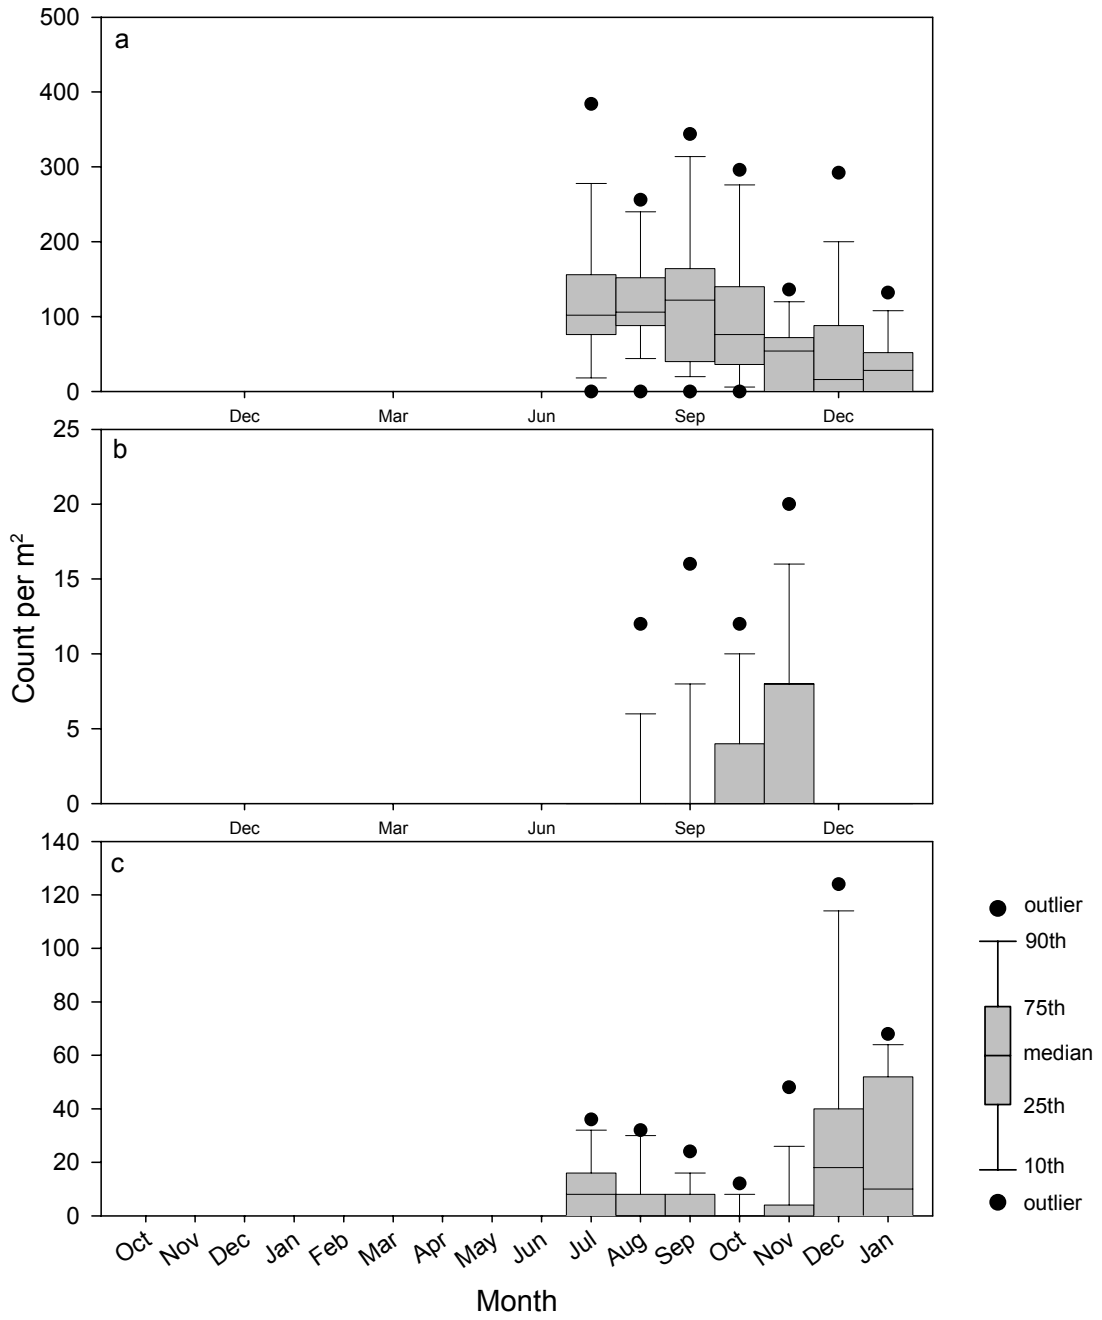 500
a
400
300
200
100
0
Dec Mar Jun Sep Dec
25
b
20
15
10
5
0
Count per m²
Dec Mar Jun Sep Dec
140
c
120
100
80
60
40
20
0
outlier
90th
75th
median
25th
10th
outlier
Oct Nov Dec Jan Feb Mar Apr May Jun Jul Aug Sep Oct Nov Dec Jan
Month